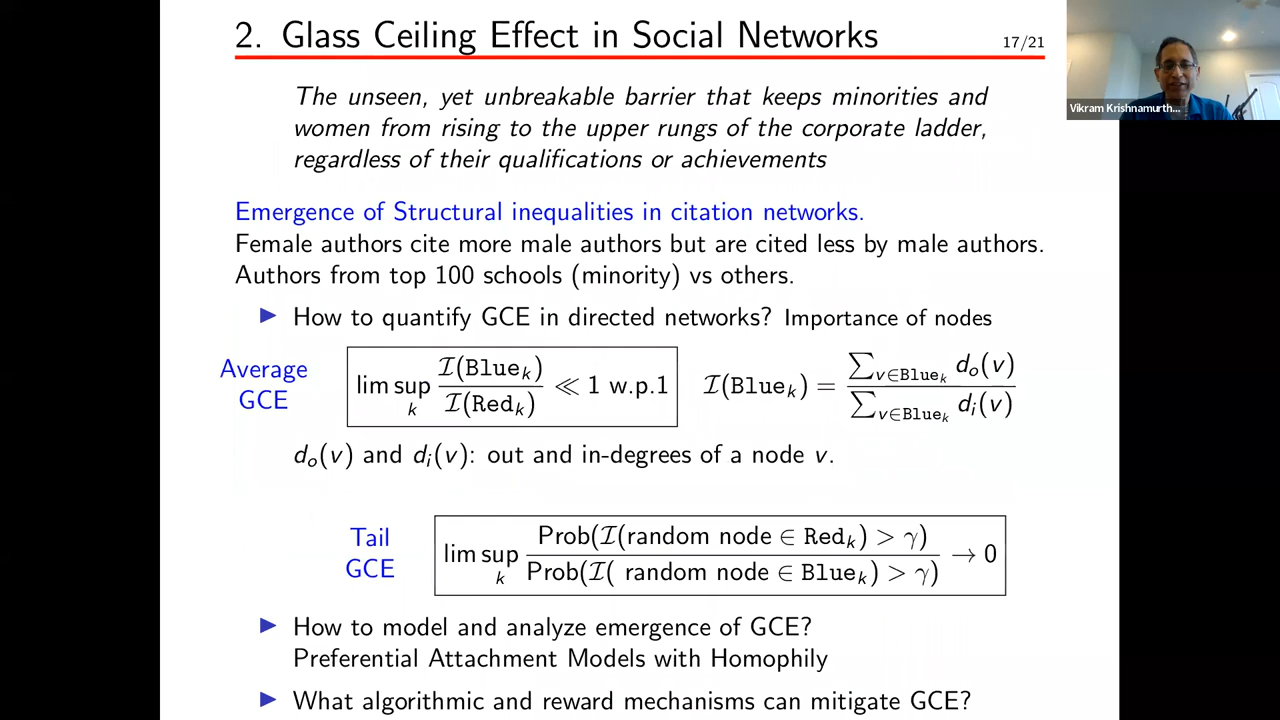 2. Glass Ceiling Effect in Social Networks
17/21
Vikram Krishnamurth...
The unseen, yet unbreakable barrier that keeps minorities and
women from rising to the upper rungs of the corporate ladder,
regardless of their qualifications or achievements
Emergence of Structural inequalities in citation networks.
Female authors cite more male authors but are cited less by male authors.
Authors from top 100 schools (minority) vs others.
▶ How to quantify GCE in directed networks? Importance of nodes
Average
GCE
lim sup_k I(Blue_k) / I(Red_k) ≪ 1 w.p.1
I(Blue_k) = ∑_{v∈Blue_k} d_o(v) / ∑_{v∈Blue_k} d_i(v)
d_o(v) and d_i(v): out and in-degrees of a node v.
Tail
GCE
lim sup_k Prob(I(random node ∈ Red_k) > γ) / Prob(I( random node ∈ Blue_k) > γ) → 0
▶ How to model and analyze emergence of GCE?
Preferential Attachment Models with Homophily
▶ What algorithmic and reward mechanisms can mitigate GCE?